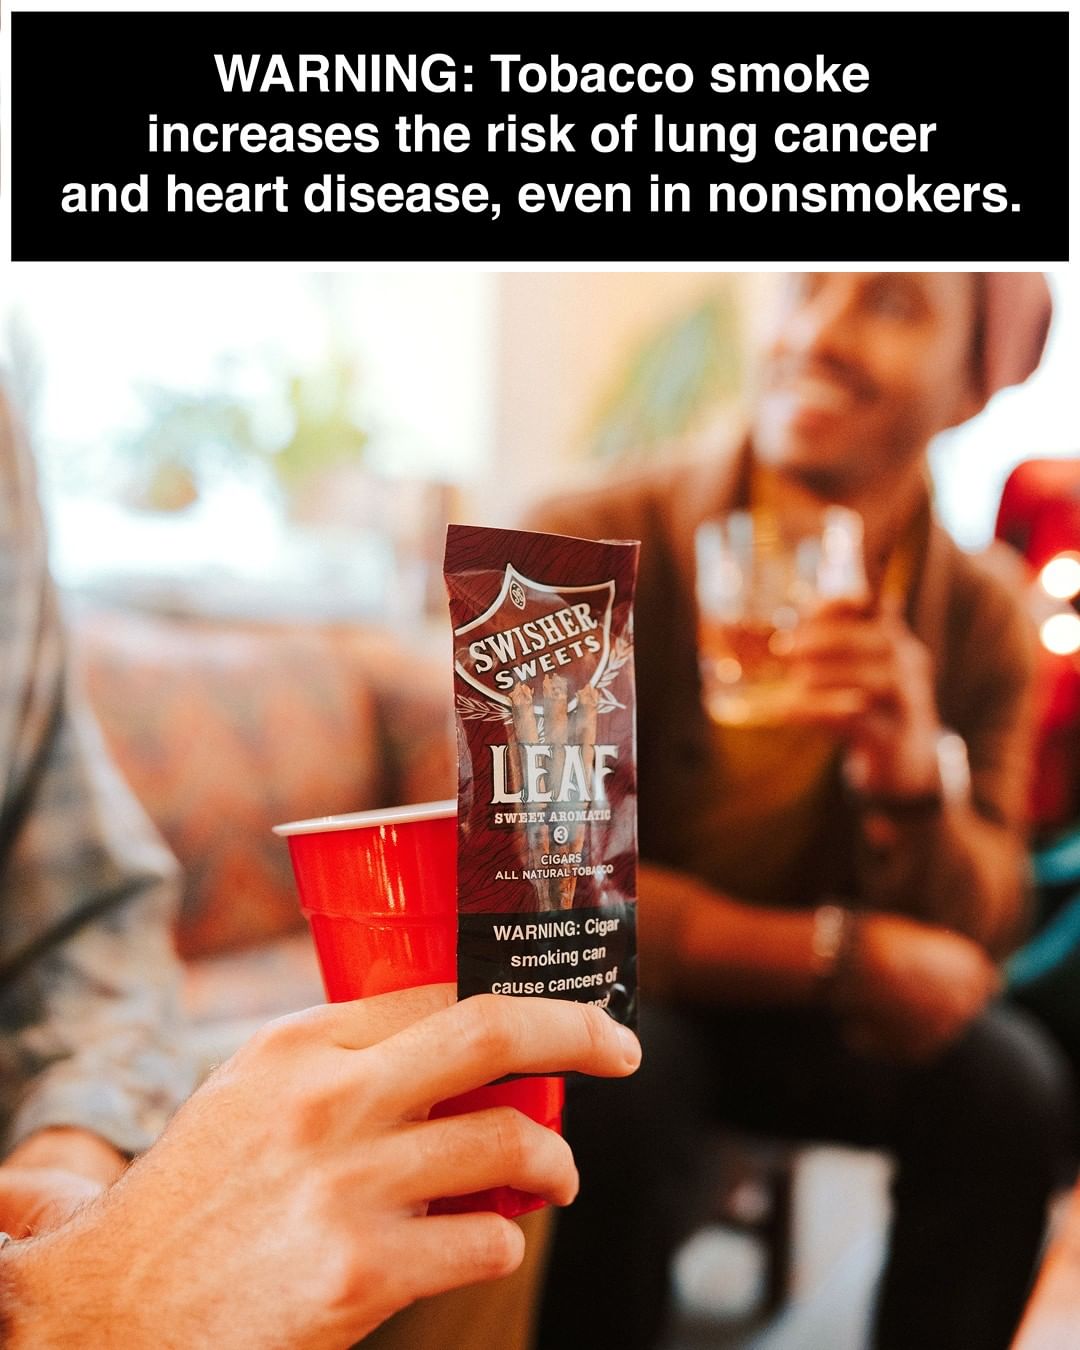 WARNING: Tobacco smoke
increases the risk of lung cancer
and heart disease, even in nonsmokers.
SWISHER
SWEETS
LEAF
SWEET AROMATIC
3
CIGARS
ALL NATURAL TOBACCO
WARNING: Cigar
smoking can
cause cancers of
and